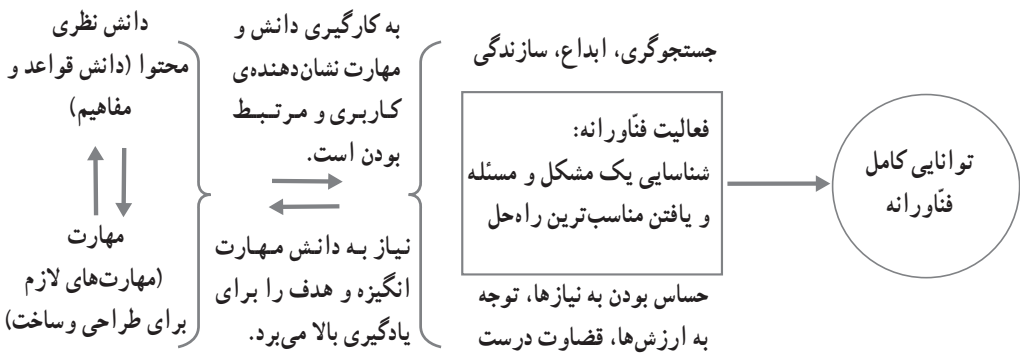 دانش نظری
محتوا (دانش قواعد و
مفاهیم)
مهارت
(مهارت‌های لازم
برای طراحی و ساخت)
به کارگیری دانش و
مهارت نشان‌دهنده‌ی
کاربری و مرتبط
بودن است.
نیاز به دانش مهارت
انگیزه و هدف را برای
یادگیری بالا می‌برد.
جستجوگری، ابداع، سازندگی
فعالیت فنّاورانه:
شناسایی یک مشکل و مسئله
و یافتن مناسب‌ترین راه‌حل
حساس بودن به نیازها، توجه
به ارزش‌ها، قضاوت درست
توانایی کامل
فنّاورانه